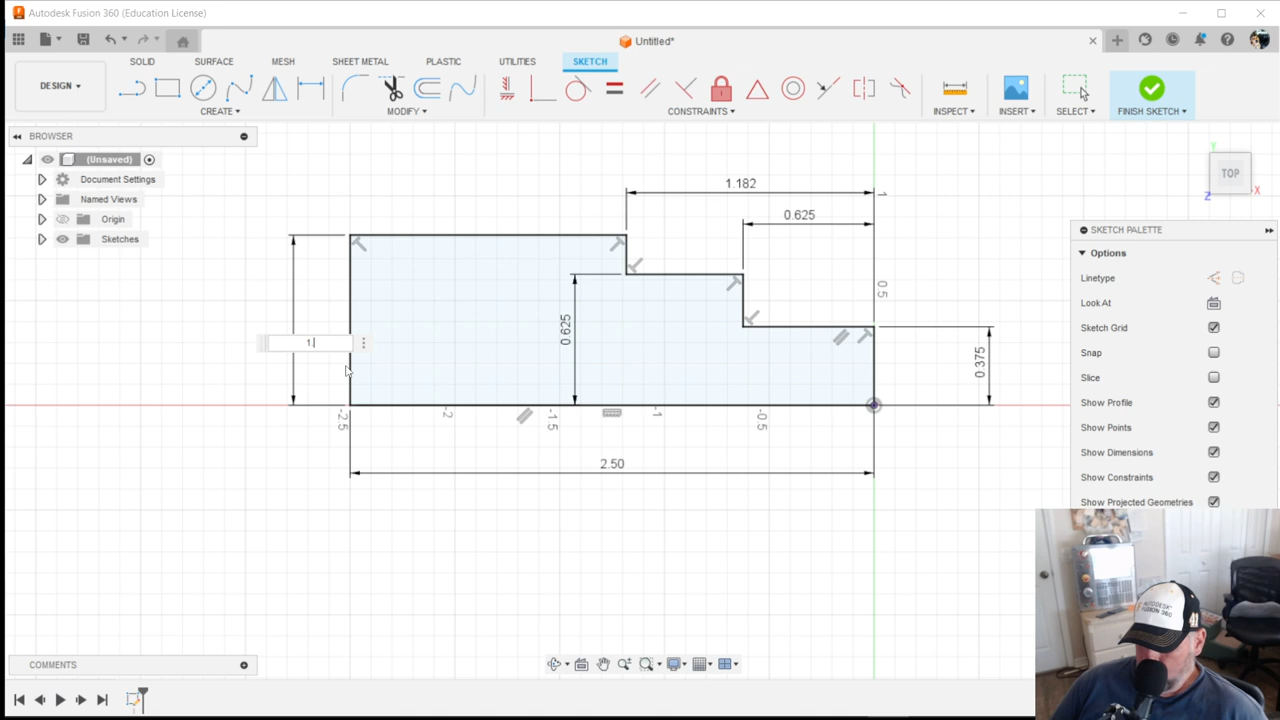 Autodesk Fusion 360 (Education License)
Untitled*
DESIGN
SOLID SURFACE MESH SHEET METAL PLASTIC UTILITIES SKETCH
CREATE MODIFY CONSTRAINTS INSPECT INSERT SELECT FINISH SKETCH
BROWSER
(Unsaved)
Document Settings
Named Views
Origin
Sketches
TOP
Y
X
Z
1.182
1
0.625
0.5
0.625
0.375
1.
-2.5 -2 -1.5 -1 -0.5
2.50
SKETCH PALETTE
Options
Linetype
Look At
Sketch Grid
Snap
Slice
Show Profile
Show Points
Show Dimensions
Show Constraints
Show Projected Geometries
AUTODESK
FUSION 360
COMMENTS